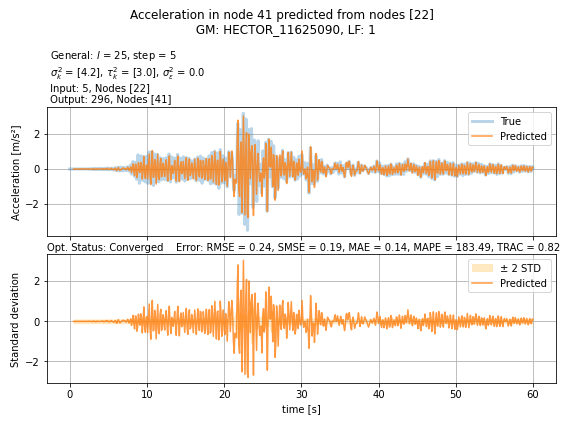 Acceleration in node 41 predicted from nodes [22]
GM: HECTOR_11625090, LF: 1
General: l = 25, step = 5
σ²ₖ = [4.2], τ²ₖ = [3.0], σ²ε = 0.0
Input: 5, Nodes [22]
Output: 296, Nodes [41]
Acceleration [m/s²]
2
0
−2
True
Predicted
Opt. Status: Converged Error: RMSE = 0.24, SMSE = 0.19, MAE = 0.14, MAPE = 183.49, TRAC = 0.82
Standard deviation
2
0
−2
± 2 STD
Predicted
0 10 20 30 40 50 60
time [s]